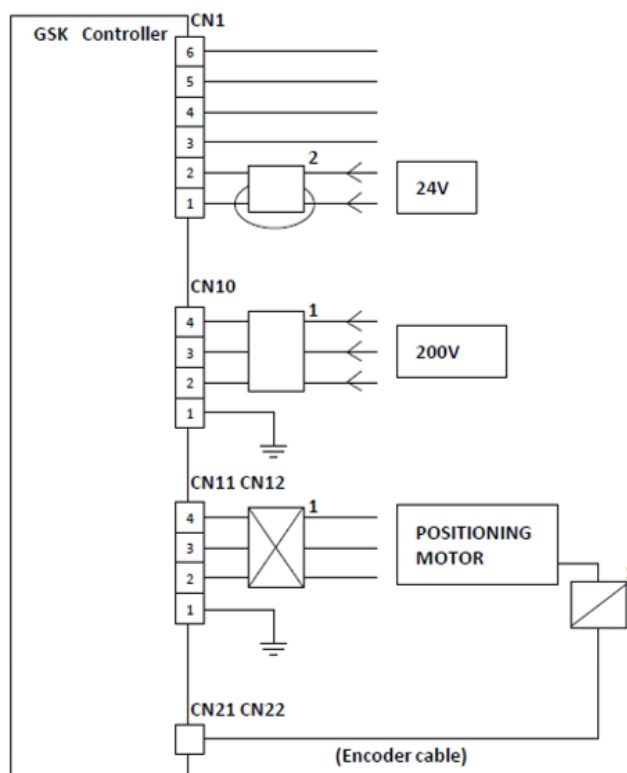 CN1
GSK Controller
6
5
4
3
2
2
1
24V
CN10
4
1
3
200V
2
1
CN11 CN12
4
1
3
POSITIONING
MOTOR
2
1
CN21 CN22
(Encoder cable)